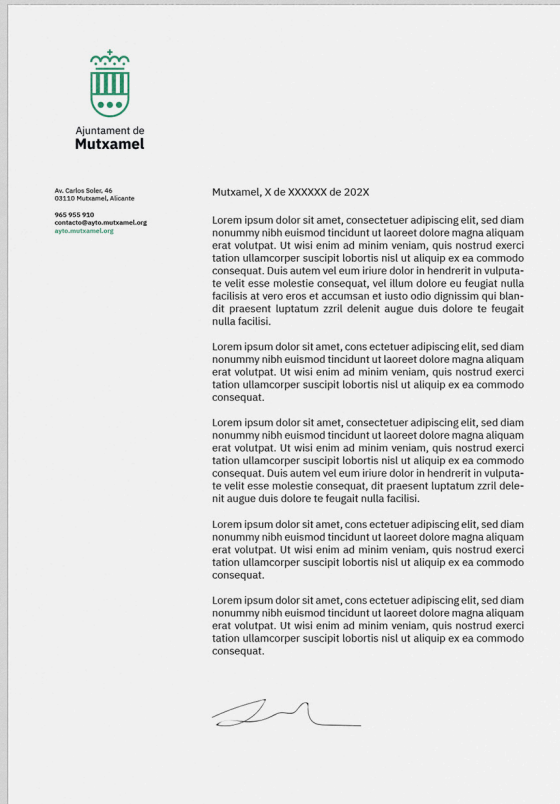 Ajuntament de
Mutxamel
Av. Carlos Soler, 46
03110 Mutxamel, Alicante
965 955 910
contacto@ayto.mutxamel.org
ayto.mutxamel.org
Mutxamel, X de XXXXXX de 202X
Lorem ipsum dolor sit amet, consectetuer adipiscing elit, sed diam
nonummy nibh euismod tincidunt ut laoreet dolore magna aliquam
erat volutpat. Ut wisi enim ad minim veniam, quis nostrud exerci
tation ullamcorper suscipit lobortis nisl ut aliquip ex ea commodo
consequat. Duis autem vel eum iriure dolor in hendrerit in vulputa-
te velit esse molestie consequat, vel illum dolore eu feugiat nulla
facilisis at vero eros et accumsan et iusto odio dignissim qui blan-
dit praesent luptatum zzril delenit augue duis dolore te feugait
nulla facilisi.
Lorem ipsum dolor sit amet, cons ectetuer adipiscing elit, sed diam
nonummy nibh euismod tincidunt ut laoreet dolore magna aliquam
erat volutpat. Ut wisi enim ad minim veniam, quis nostrud exerci
tation ullamcorper suscipit lobortis nisl ut aliquip ex ea commodo
consequat.
Lorem ipsum dolor sit amet, consectetuer adipiscing elit, sed diam
nonummy nibh euismod tincidunt ut laoreet dolore magna aliquam
erat volutpat. Ut wisi enim ad minim veniam, quis nostrud exerci
tation ullamcorper suscipit lobortis nisl ut aliquip ex ea commodo
consequat. Duis autem vel eum iriure dolor in hendrerit in vulputa-
te velit esse molestie consequat, dit praesent luptatum zzril dele-
nit augue duis dolore te feugait nulla facilisi.
Lorem ipsum dolor sit amet, cons ectetuer adipiscing elit, sed diam
nonummy nibh euismod tincidunt ut laoreet dolore magna aliquam
erat volutpat. Ut wisi enim ad minim veniam, quis nostrud exerci
tation ullamcorper suscipit lobortis nisl ut aliquip ex ea commodo
consequat.
Lorem ipsum dolor sit amet, cons ectetuer adipiscing elit, sed diam
nonummy nibh euismod tincidunt ut laoreet dolore magna aliquam
erat volutpat. Ut wisi enim ad minim veniam, quis nostrud exerci
tation ullamcorper suscipit lobortis nisl ut aliquip ex ea commodo
consequat.